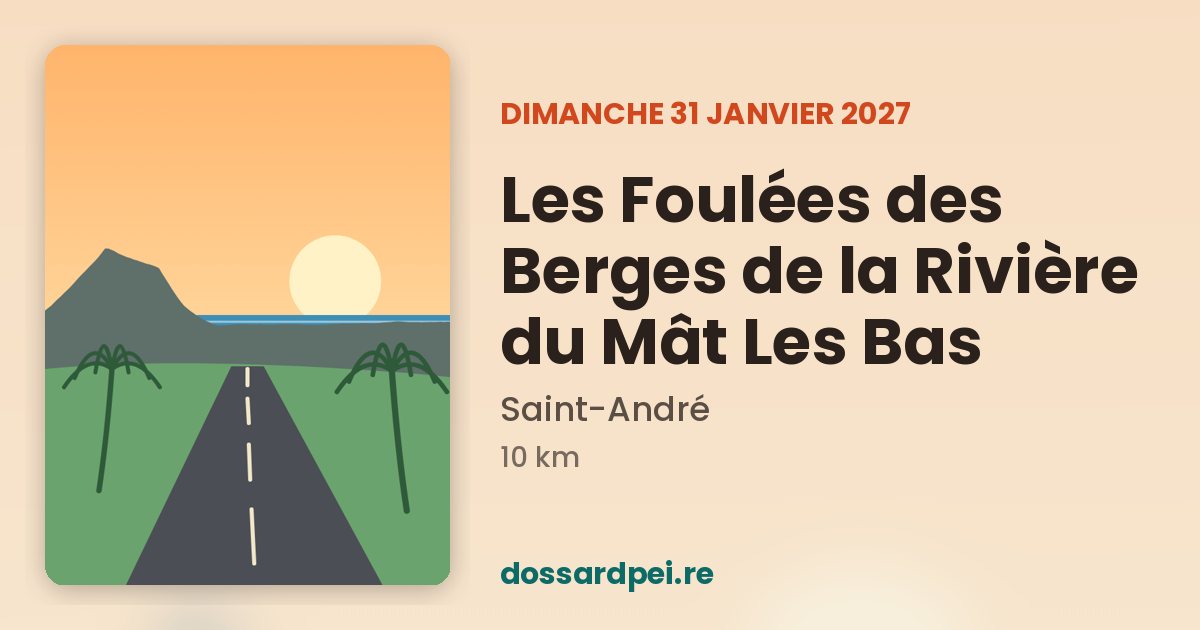 DIMANCHE 31 JANVIER 2027
Les Foulées des
Berges de la Rivière
du Mât Les Bas
Saint-André
10 km
dossardpei.re